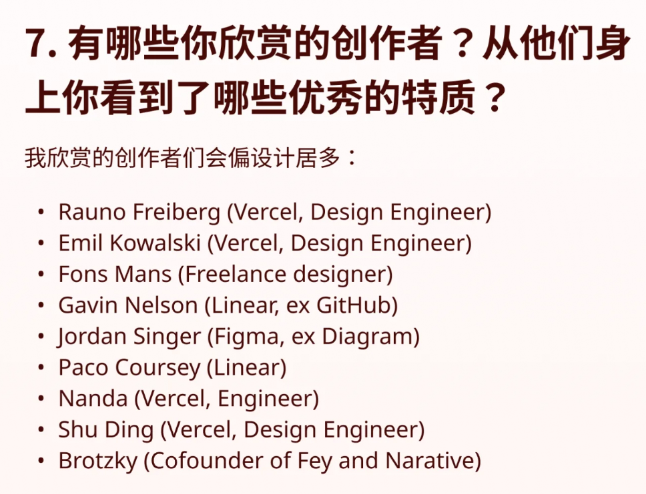 7. 有哪些你欣赏的创作者？从他们身
上你看到了哪些优秀的特质？
我欣赏的创作者们会偏设计居多：
• Rauno Freiberg (Vercel, Design Engineer)
• Emil Kowalski (Vercel, Design Engineer)
• Fons Mans (Freelance designer)
• Gavin Nelson (Linear, ex GitHub)
• Jordan Singer (Figma, ex Diagram)
• Paco Coursey (Linear)
• Nanda (Vercel, Engineer)
• Shu Ding (Vercel, Design Engineer)
• Brotzky (Cofounder of Fey and Narative)